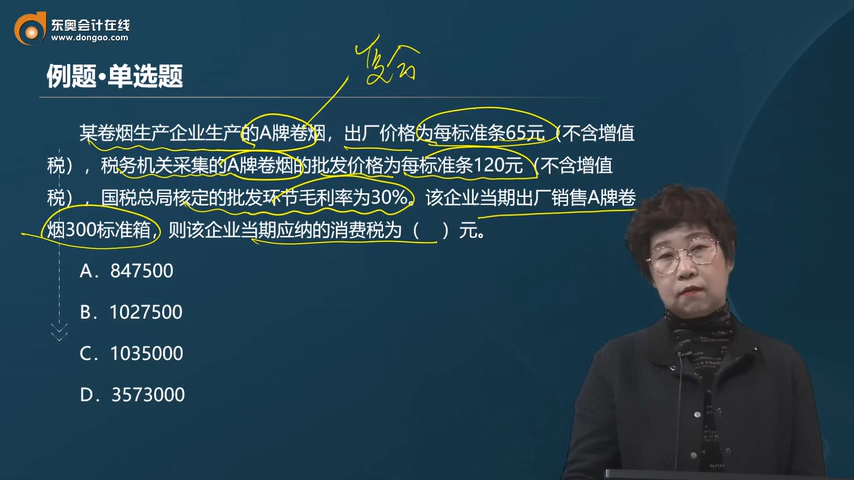 东奥会计在线
www.dongao.com
复合
例题·单选题
某卷烟生产企业生产的A牌卷烟，出厂价格为每标准条65元（不含增值
税），税务机关采集的A牌卷烟的批发价格为每标准条120元（不含增值
税），国税总局核定的批发环节毛利率为30%。该企业当期出厂销售A牌卷
烟300标准箱，则该企业当期应纳的消费税为（ ）元。
A．847500
B．1027500
C．1035000
D．3573000